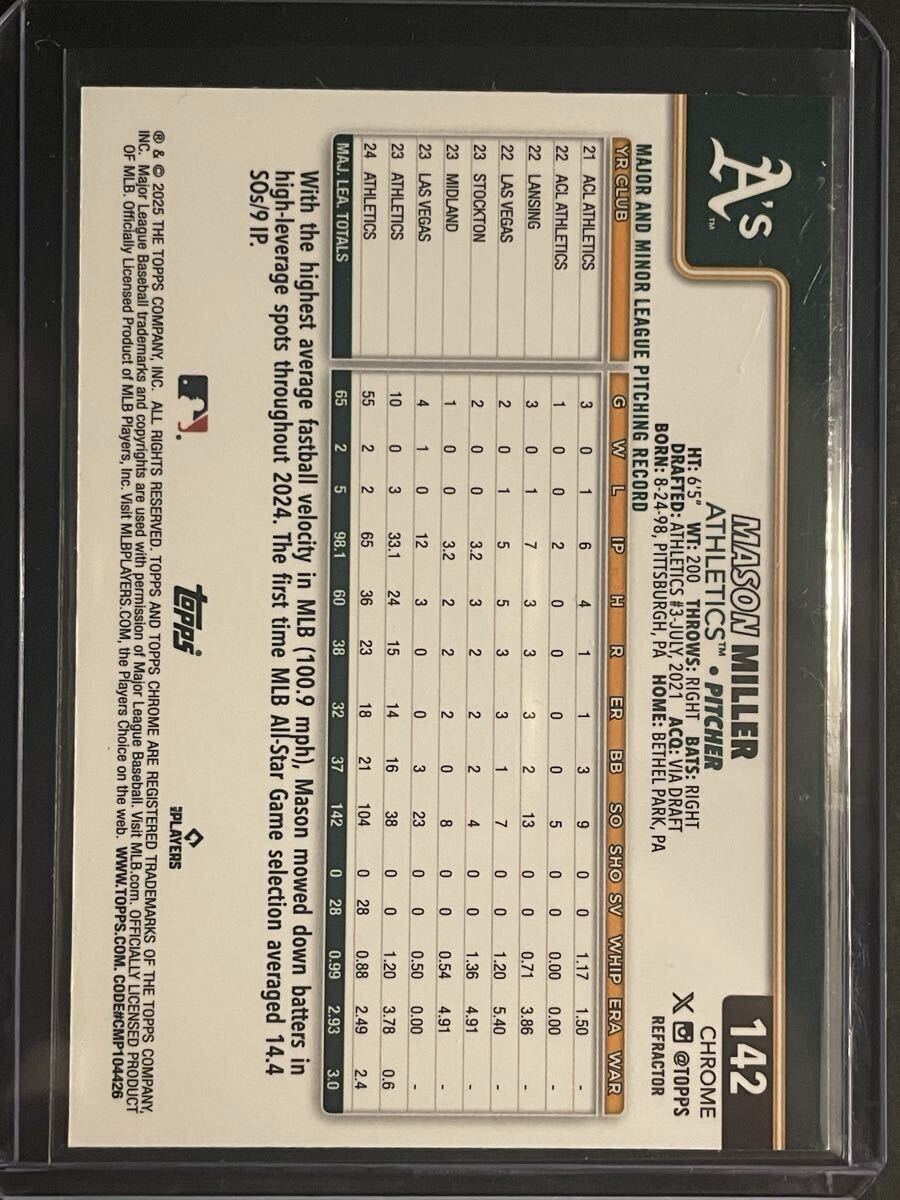 A's™
142
CHROME
X @TOPPS
REFRACTOR
MASON MILLER
ATHLETICS™ • PITCHER
HT: 6'5" WT: 200 THROWS: RIGHT BATS: RIGHT
DRAFTED: ATHLETICS #3-JULY, 2021 ACQ: VIA DRAFT
BORN: 8-24-98, PITTSBURGH, PA HOME: BETHEL PARK, PA
MAJOR AND MINOR LEAGUE PITCHING RECORD
YR CLUB G W L IP H R ER BB SO SHO SV WHIP ERA WAR
21 ACL ATHLETICS 3 0 1 6 4 1 1 3 9 0 0 1.17 1.50 -
22 ACL ATHLETICS 1 0 0 2 0 0 0 0 5 0 0 0.00 0.00 -
22 LANSING 3 0 1 7 3 3 3 2 13 0 0 0.71 3.86 -
22 LAS VEGAS 2 0 1 5 5 3 3 1 7 0 0 1.20 5.40 -
23 STOCKTON 2 0 0 3.2 3 2 2 2 4 0 0 1.36 4.91 -
23 MIDLAND 1 0 0 3.2 2 2 2 0 8 0 0 0.54 4.91 -
23 LAS VEGAS 4 1 0 12 3 0 0 3 23 0 0 0.50 0.00 -
23 ATHLETICS 10 0 3 33.1 24 15 14 16 38 0 0 1.20 3.78 0.6
24 ATHLETICS 55 2 2 65 36 23 18 21 104 0 28 0.88 2.49 2.4
MAJ. LEA. TOTALS 65 2 5 98.1 60 38 32 37 142 0 28 0.99 2.93 3.0
With the highest average fastball velocity in MLB (100.9 mph), Mason mowed down batters in
high-leverage spots throughout 2024. The first time MLB All-Star Game selection averaged 14.4
SOs/9 IP.
topps®
PLAYERS
® & © 2025 THE TOPPS COMPANY, INC. ALL RIGHTS RESERVED. TOPPS AND TOPPS CHROME ARE REGISTERED TRADEMARKS OF THE TOPPS COMPANY,
INC. Major League Baseball trademarks and copyrights are used with permission of Major League Baseball. Visit MLB.com. OFFICIALLY LICENSED PRODUCT
OF MLB. Officially Licensed Product of MLB Players, Inc. Visit MLBPLAYERS.COM, the Players Choice on the web. WWW.TOPPS.COM. CODE#CMP104426